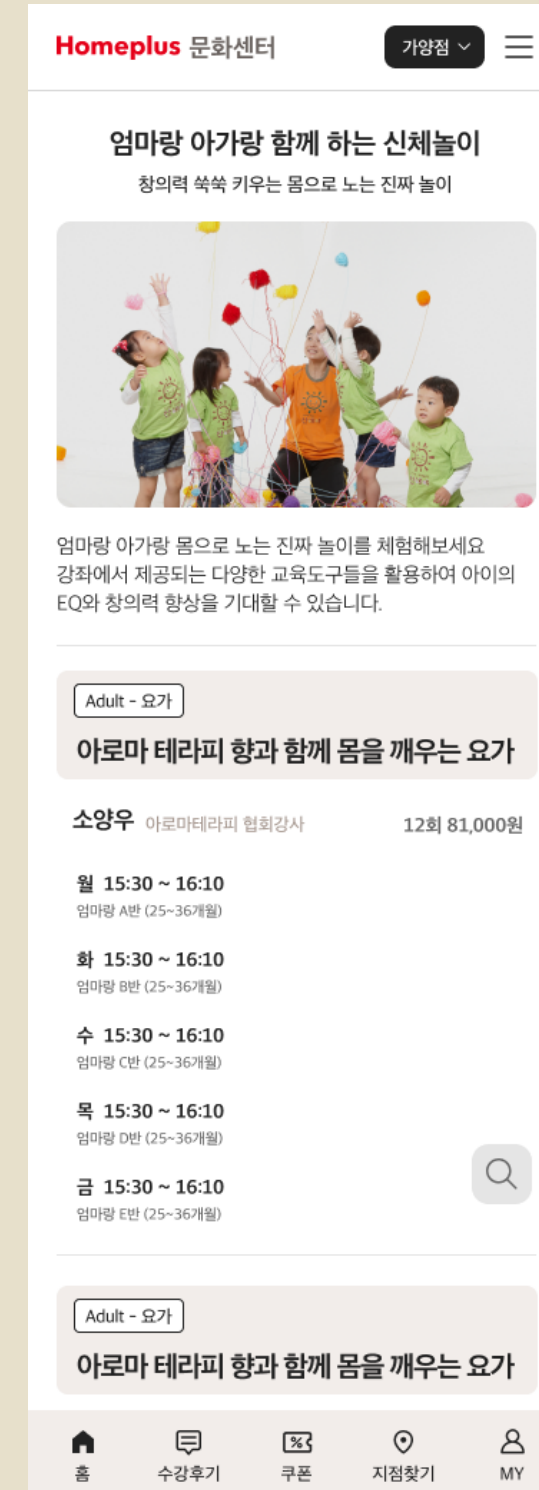 Homeplus 문화센터
가양점
엄마랑 아가랑 함께 하는 신체놀이
창의력 쑥쑥 키우는 몸으로 노는 진짜 놀이
엄마랑 아가랑 몸으로 노는 진짜 놀이를 체험해보세요
강좌에서 제공되는 다양한 교육도구들을 활용하여 아이의
EQ와 창의력 향상을 기대할 수 있습니다.
Adult - 요가
아로마 테라피 향과 함께 몸을 깨우는 요가
소양우 아로마테라피 협회강사 12회 81,000원
월 15:30 ~ 16:10
엄마랑 A반 (25~36개월)
화 15:30 ~ 16:10
엄마랑 B반 (25~36개월)
수 15:30 ~ 16:10
엄마랑 C반 (25~36개월)
목 15:30 ~ 16:10
엄마랑 D반 (25~36개월)
금 15:30 ~ 16:10
엄마랑 E반 (25~36개월)
Adult - 요가
아로마 테라피 향과 함께 몸을 깨우는 요가
홈 수강후기 쿠폰 지점찾기 MY